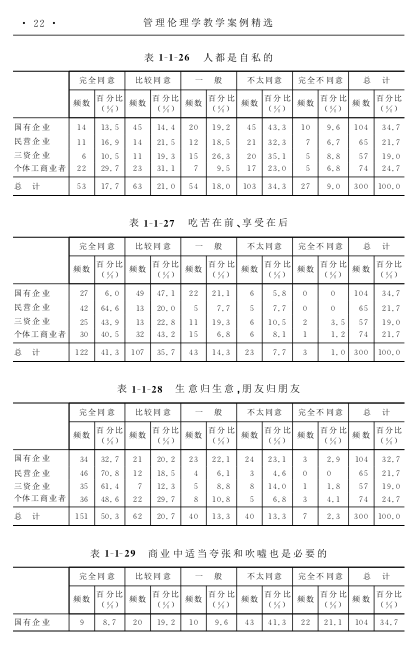 · 22 · 管理伦理学教学案例精选
表 1-1-26 人都是自私的
完全同意 比较同意 一 般 不太同意 完全不同意 总 计
频数 百分比(%) 频数 百分比(%) 频数 百分比(%) 频数 百分比(%) 频数 百分比(%) 频数 百分比(%)
国有企业 14 13.5 45 14.4 20 19.2 45 43.3 10 9.6 104 34.7
民营企业 11 16.9 14 21.5 12 18.5 21 32.3 7 6.7 65 21.7
三资企业 6 10.5 11 19.3 15 26.3 20 35.1 5 8.8 57 19.0
个体工商业者 22 29.7 23 31.1 7 9.5 17 23.0 5 6.8 74 24.7
总 计 53 17.7 63 21.0 54 18.0 103 34.3 27 9.0 300 100.0
表 1-1-27 吃苦在前、享受在后
完全同意 比较同意 一 般 不太同意 完全不同意 总 计
频数 百分比(%) 频数 百分比(%) 频数 百分比(%) 频数 百分比(%) 频数 百分比(%) 频数 百分比(%)
国有企业 27 6.0 49 47.1 22 21.1 6 5.8 0 0 104 34.7
民营企业 42 64.6 13 20.0 5 7.7 5 7.7 0 0 65 21.7
三资企业 25 43.9 13 22.8 11 19.3 6 10.5 2 3.5 57 19.0
个体工商业者 30 40.5 32 43.2 15 6.8 6 8.1 1 1.2 74 21.7
总 计 122 41.3 107 35.7 43 14.3 23 7.7 3 1.0 300 100.0
表 1-1-28 生意归生意,朋友归朋友
完全同意 比较同意 一 般 不太同意 完全不同意 总 计
频数 百分比(%) 频数 百分比(%) 频数 百分比(%) 频数 百分比(%) 频数 百分比(%) 频数 百分比(%)
国有企业 34 32.7 21 20.2 23 22.1 24 23.1 3 2.9 104 32.7
民营企业 46 70.8 12 18.5 4 6.1 3 4.6 0 0 65 21.7
三资企业 35 61.4 7 12.3 5 8.8 8 14.0 1 1.8 57 19.0
个体工商业者 36 48.6 22 29.7 8 10.8 5 6.8 3 4.1 74 24.7
总 计 151 50.3 62 20.7 40 13.3 40 13.3 7 2.3 300 100.0
表 1-1-29 商业中适当夸张和吹嘘也是必要的
完全同意 比较同意 一 般 不太同意 完全不同意 总 计
频数 百分比(%) 频数 百分比(%) 频数 百分比(%) 频数 百分比(%) 频数 百分比(%) 频数 百分比(%)
国有企业 9 8.7 20 19.2 10 9.6 43 41.3 22 21.1 104 34.7